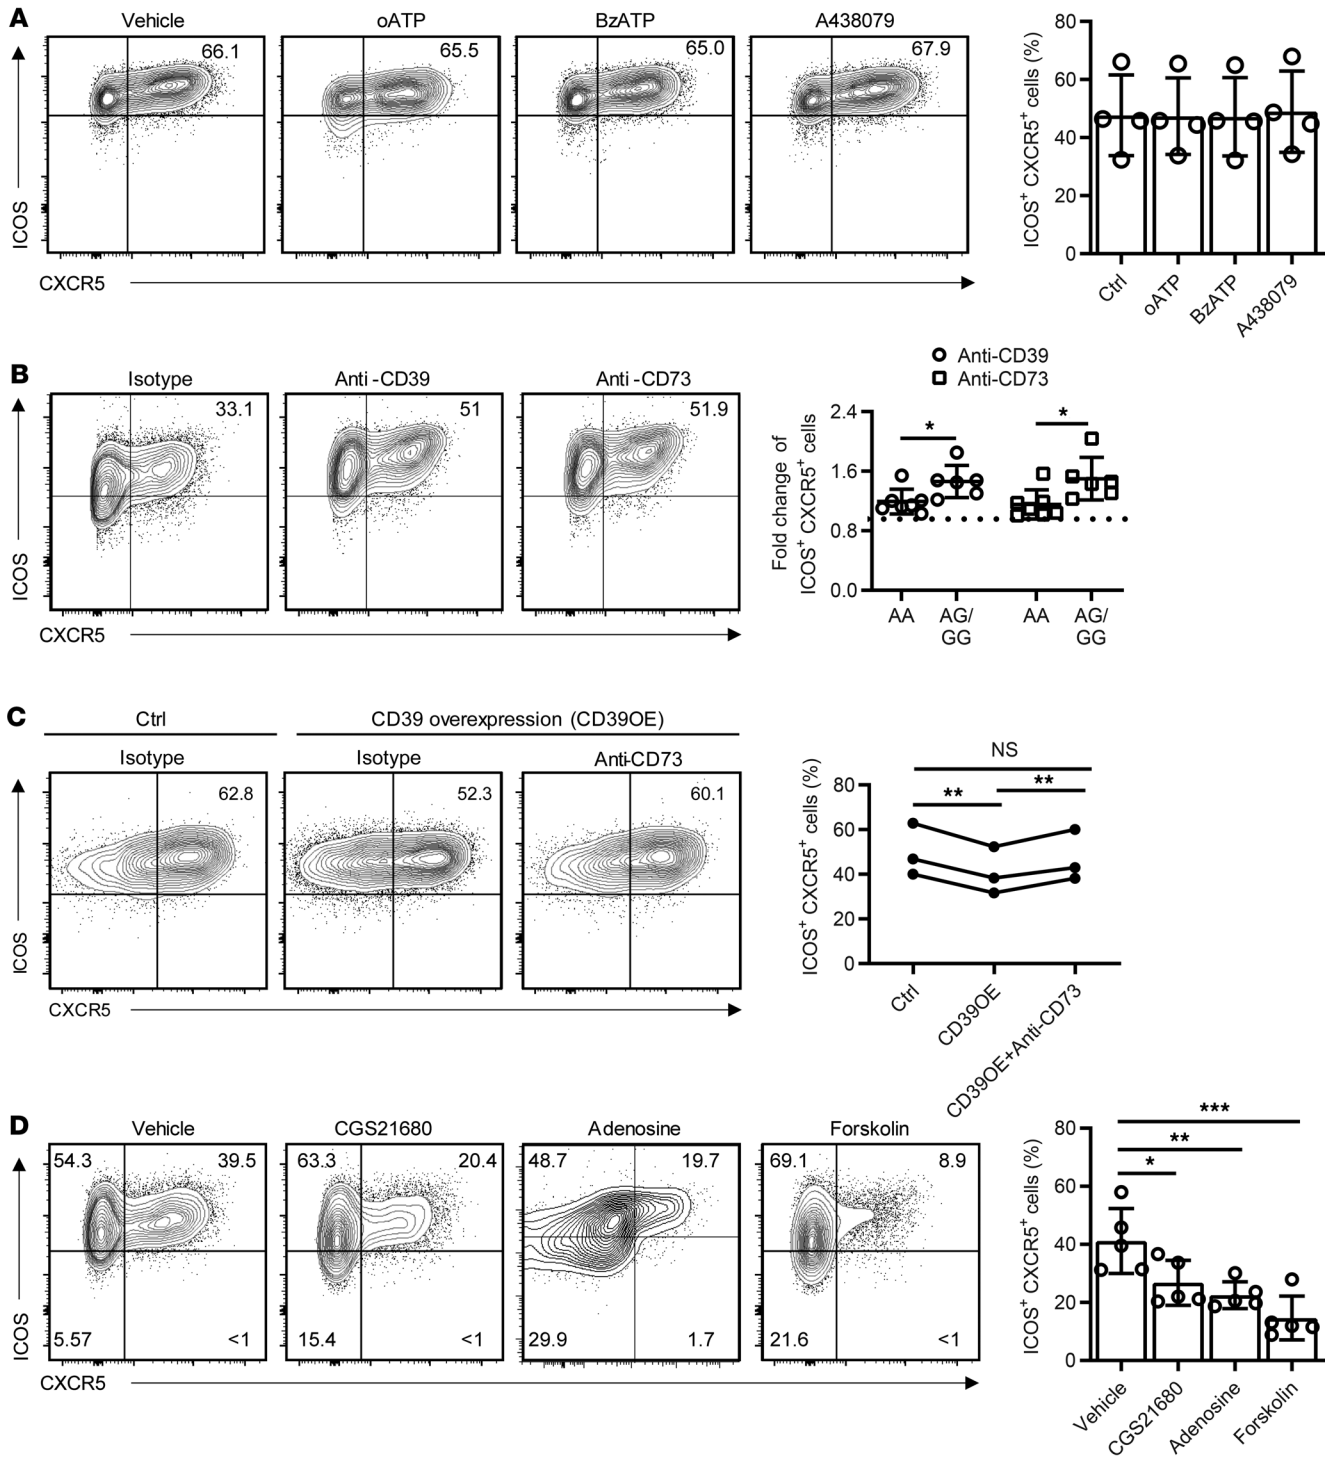 A
Vehicle
oATP
BzATP
A438079
66.1
65.5
65.0
67.9
ICOS
CXCR5
ICOS+ CXCR5+ cells (%)
80
60
40
20
0
Ctrl
oATP
BzATP
A438079
B
Isotype
Anti-CD39
Anti-CD73
33.1
51
51.9
ICOS
CXCR5
Anti-CD39
Anti-CD73
Fold change of
ICOS+ CXCR5+ cells
2.4
1.6
0.8
0.0
*
*
AA
AG/
GG
AA
AG/
GG
C
Ctrl
CD39 overexpression (CD39OE)
Isotype
Isotype
Anti-CD73
62.8
52.3
60.1
ICOS
CXCR5
ICOS+ CXCR5+ cells (%)
80
60
40
20
0
NS
**
**
Ctrl
CD39OE
CD39OE+Anti-CD73
D
Vehicle
CGS21680
Adenosine
Forskolin
54.3
39.5
63.3
20.4
48.7
19.7
69.1
8.9
5.57
<1
15.4
<1
29.9
1.7
21.6
<1
ICOS
CXCR5
ICOS+ CXCR5+ cells (%)
80
60
40
20
0
***
**
*
Vehicle
CGS21680
Adenosine
Forskolin